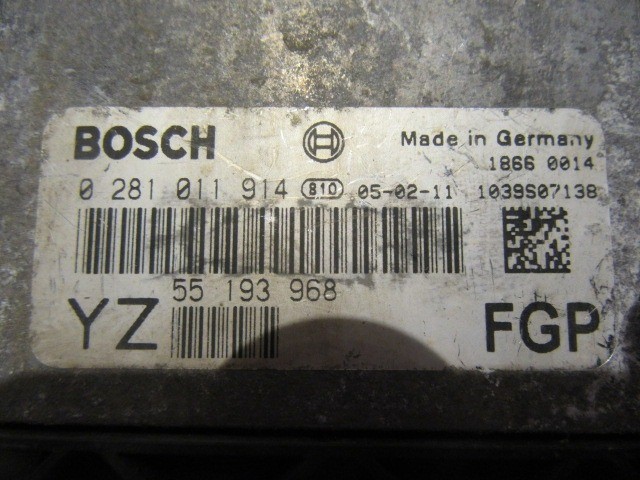 BOSCH Made in Germany
1866 0014
0 281 011 914 810 05-02-11 1039S07138
55 193 968
YZ FGP